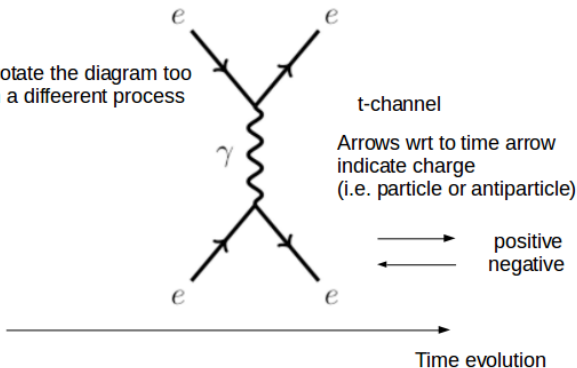 e e
otate the diagram too
a diffeerent process
t-channel
γ
Arrows wrt to time arrow
indicate charge
(i.e. particle or antiparticle)
positive
negative
e e
Time evolution